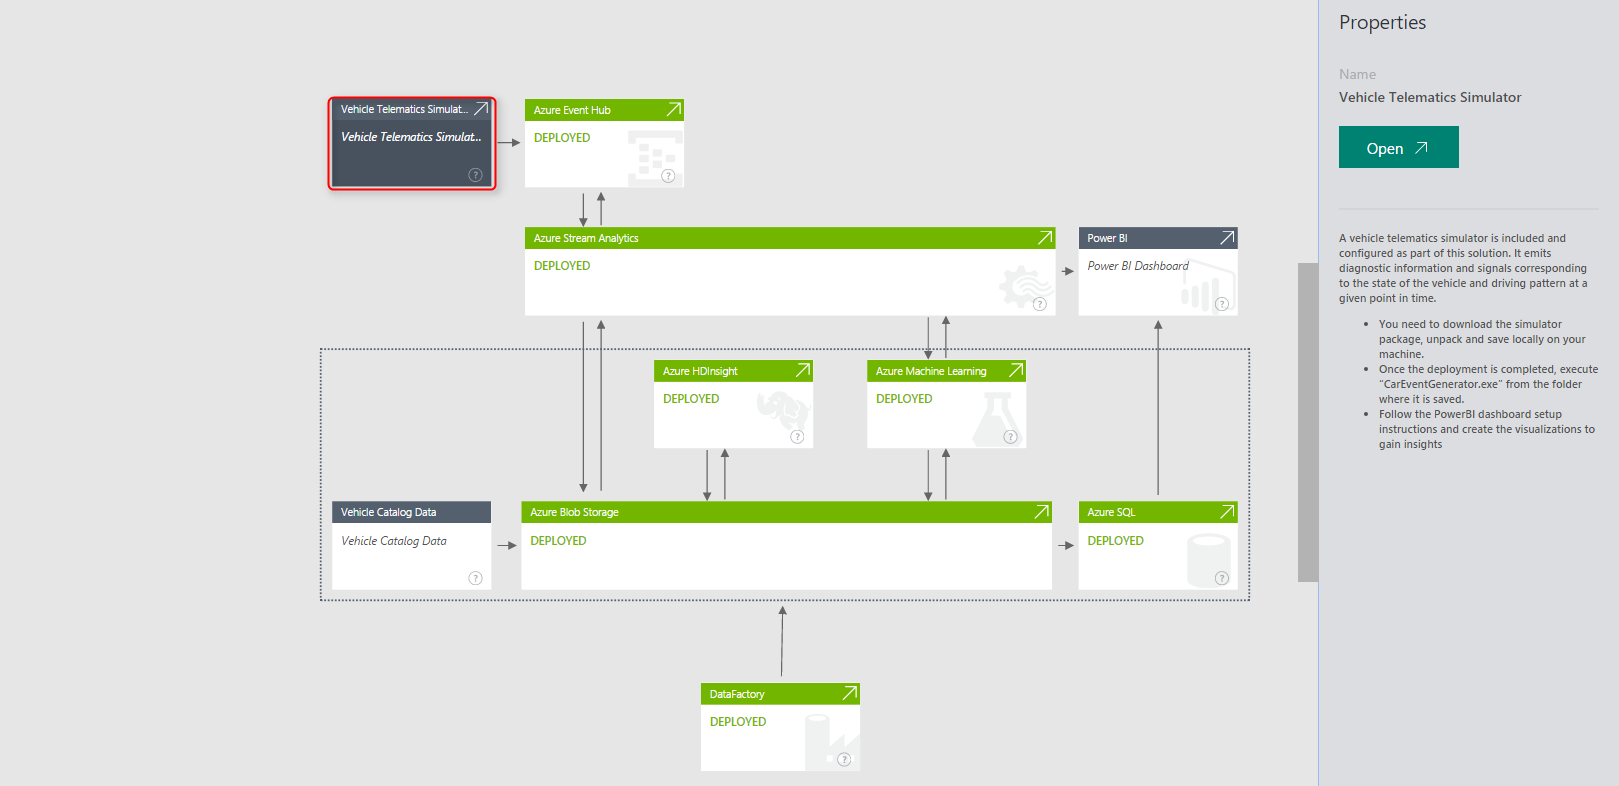 Vehicle Telematics Simulat...
Vehicle Telematics Simulat...
?
Azure Event Hub
DEPLOYED
?
Azure Stream Analytics
DEPLOYED
?
Power BI
Power BI Dashboard
?
Azure HDInsight
DEPLOYED
?
Azure Machine Learning
DEPLOYED
?
Vehicle Catalog Data
Vehicle Catalog Data
?
Azure Blob Storage
DEPLOYED
Azure SQL
DEPLOYED
?
DataFactory
DEPLOYED
?
Properties
Name
Vehicle Telematics Simulator
Open
A vehicle telematics simulator is included and
configured as part of this solution. It emits
diagnostic information and signals corresponding
to the state of the vehicle and driving pattern at a
given point in time.
• You need to download the simulator
package, unpack and save locally on your
machine.
• Once the deployment is completed, execute
"CarEventGenerator.exe" from the folder
where it is saved.
• Follow the PowerBI dashboard setup
instructions and create the visualizations to
gain insights